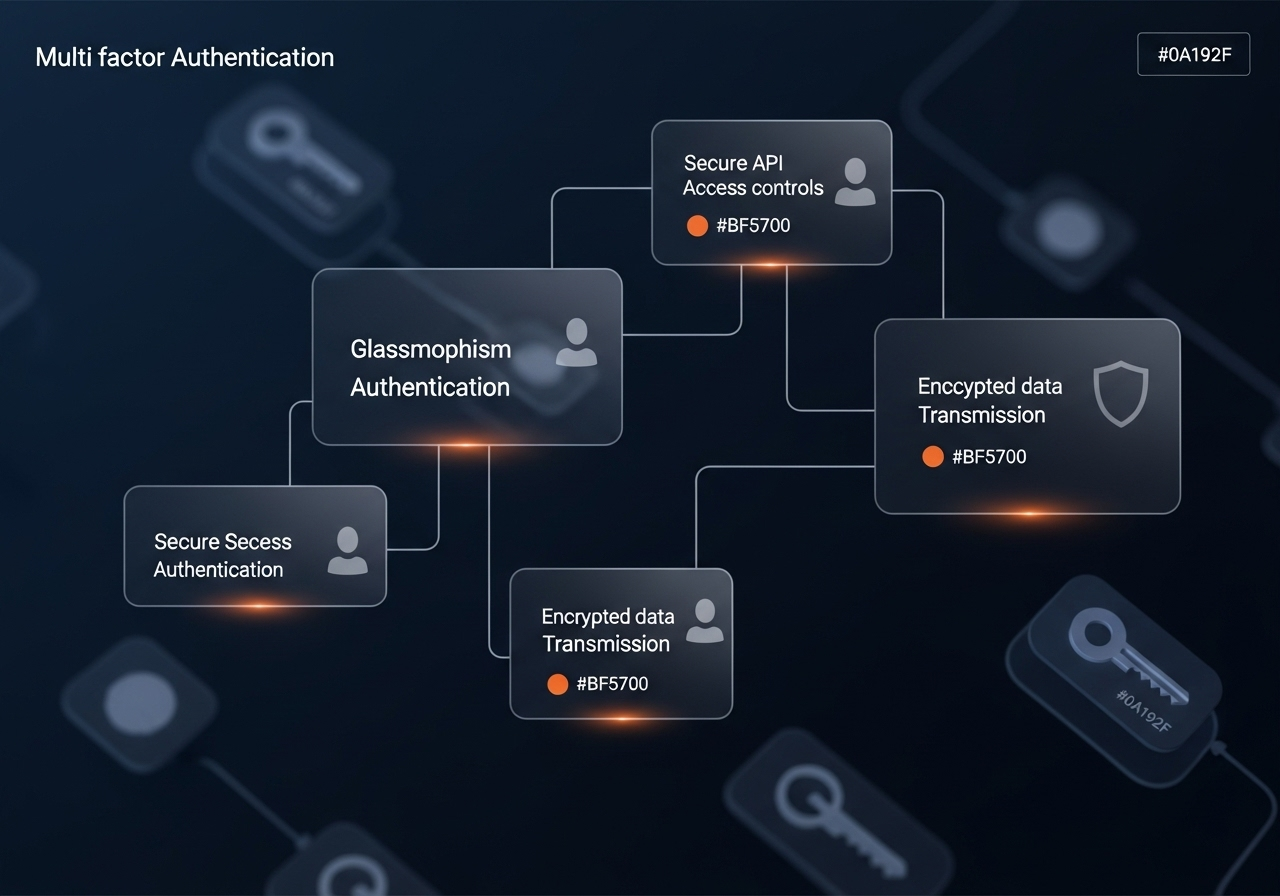 Multi factor Authentication
#0A192F
Secure API
Access controls
#BF5700
Glassmophism
Authentication
Enccypted data
Transmission
#BF5700
Secure Secess
Authentication
Encrypted data
Transmission
#BF5700
#0A192F